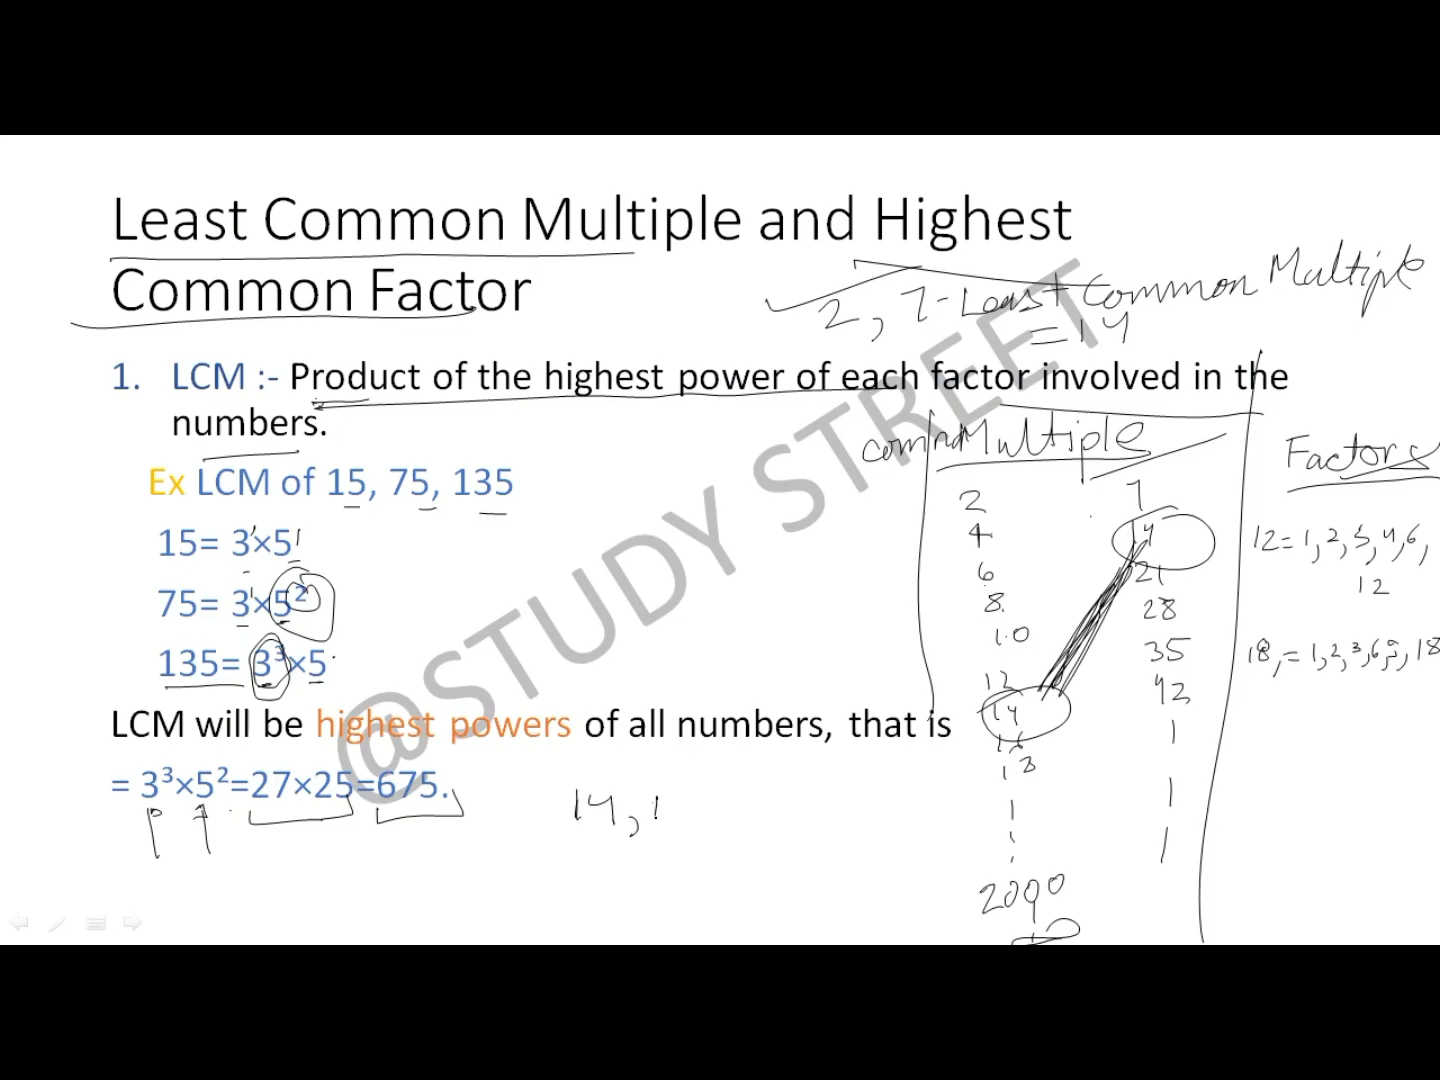 Least Common Multiple and Highest
Common Factor
2, 7 - Least Common Multiple
= 14
1. LCM :- Product of the highest power of each factor involved in the
numbers.
Ex LCM of 15, 75, 135
15= 3¹×5¹
75= 3¹×5²
135= 3³×5
LCM will be highest powers of all numbers, that is
= 3³×5²=27×25=675.
14, 1
@STUDY STREET
Multiple
2
4
6
8
10
12
14
16
18
2000
7
14
21
28
35
42
Factors
12 = 1, 2, 3, 4, 6,
12
18, = 1, 2, 3, 6, 9, 18